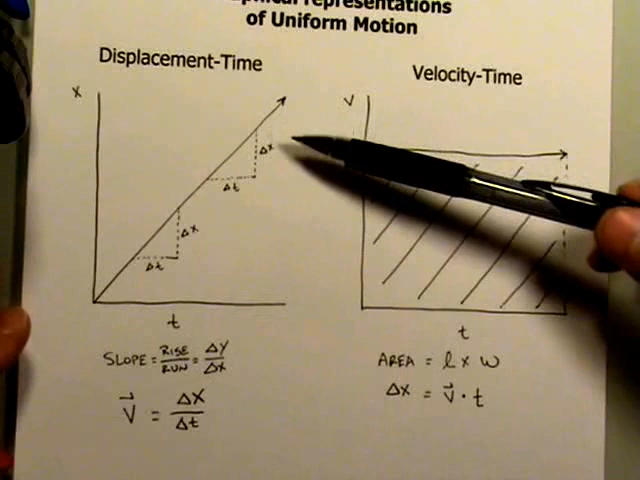 representations
of Uniform Motion
Displacement-Time
Velocity-Time
X
Δx
Δt
Δx
Δt
t
V
t
SLOPE = RISE/RUN = ΔY/ΔX
V⃗ = ΔX/Δt
AREA = l x w
Δx = V⃗ · t